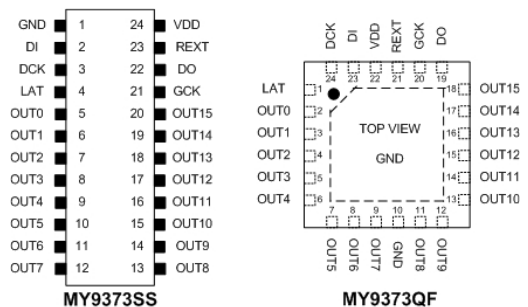 GND 1 24 VDD
DI 2 23 REXT
DCK 3 22 DO
LAT 4 21 GCK
OUT0 5 20 OUT15
OUT1 6 19 OUT14
OUT2 7 18 OUT13
OUT3 8 17 OUT12
OUT4 9 16 OUT11
OUT5 10 15 OUT10
OUT6 11 14 OUT9
OUT7 12 13 OUT8
MY9373SS
DCK DI VDD REXT GCK DO
24 23 22 21 20 19
LAT 1 18 OUT15
OUT0 2 17 OUT14
OUT1 3 TOP VIEW 16 OUT13
OUT2 4 GND 15 OUT12
OUT3 5 14 OUT11
OUT4 6 13 OUT10
7 8 9 10 11 12
OUT5 OUT6 OUT7 GND OUT8 OUT9
MY9373QF